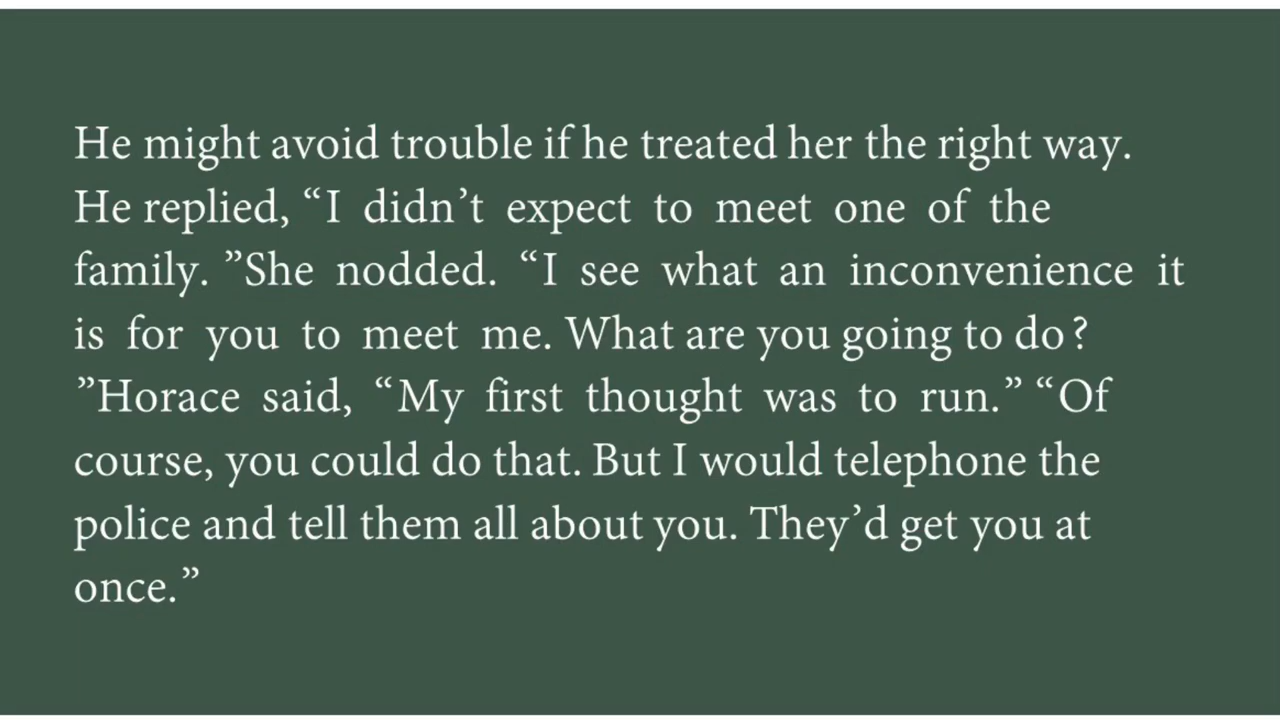 He might avoid trouble if he treated her the right way.
He replied, “I didn’t expect to meet one of the
family. ”She nodded. “I see what an inconvenience it
is for you to meet me. What are you going to do?
”Horace said, “My first thought was to run.” “Of
course, you could do that. But I would telephone the
police and tell them all about you. They’d get you at
once.”